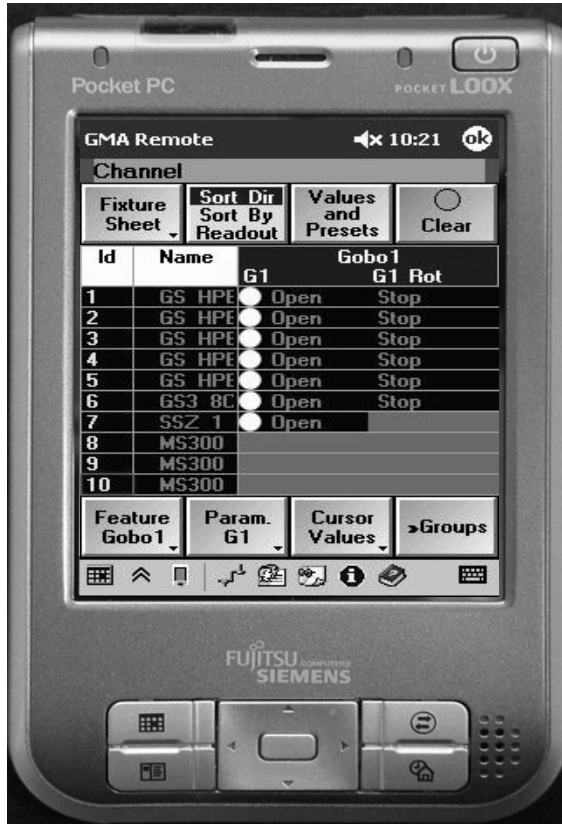 Pocket PC
POCKET LOOX
GMA Remote 10:21 ok
Channel
Fixture Sheet
Sort Dir
Sort By
Readout
Values and Presets
Clear
Id Name Gobo1
G1 G1 Rot
1 GS HPE Open Stop
2 GS HPE Open Stop
3 GS HPE Open Stop
4 GS HPE Open Stop
5 GS HPE Open Stop
6 GS3 8C Open Stop
7 SSZ 1 Open
8 MS300
9 MS300
10 MS300
Feature Gobo1
Param. G1
Cursor Values
»Groups
FUJITSU COMPUTERS
SIEMENS